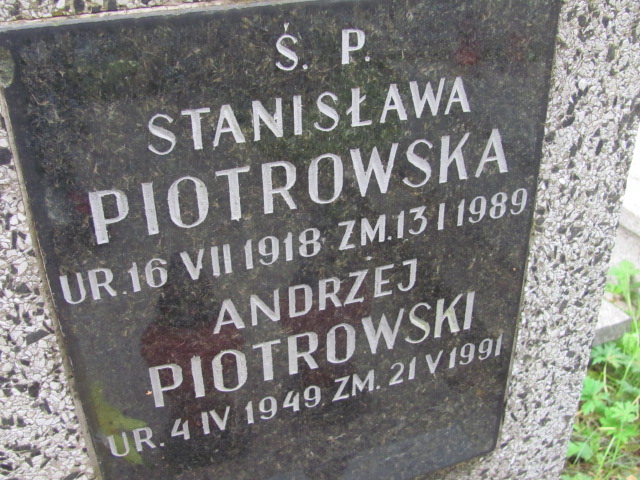 Ś. P.
STANISŁAWA
PIOTROWSKA
UR. 16 VII 1918 ZM. 13 I 1989
ANDRZEJ
PIOTROWSKI
UR. 4 IV 1949 ZM. 21 V 1991